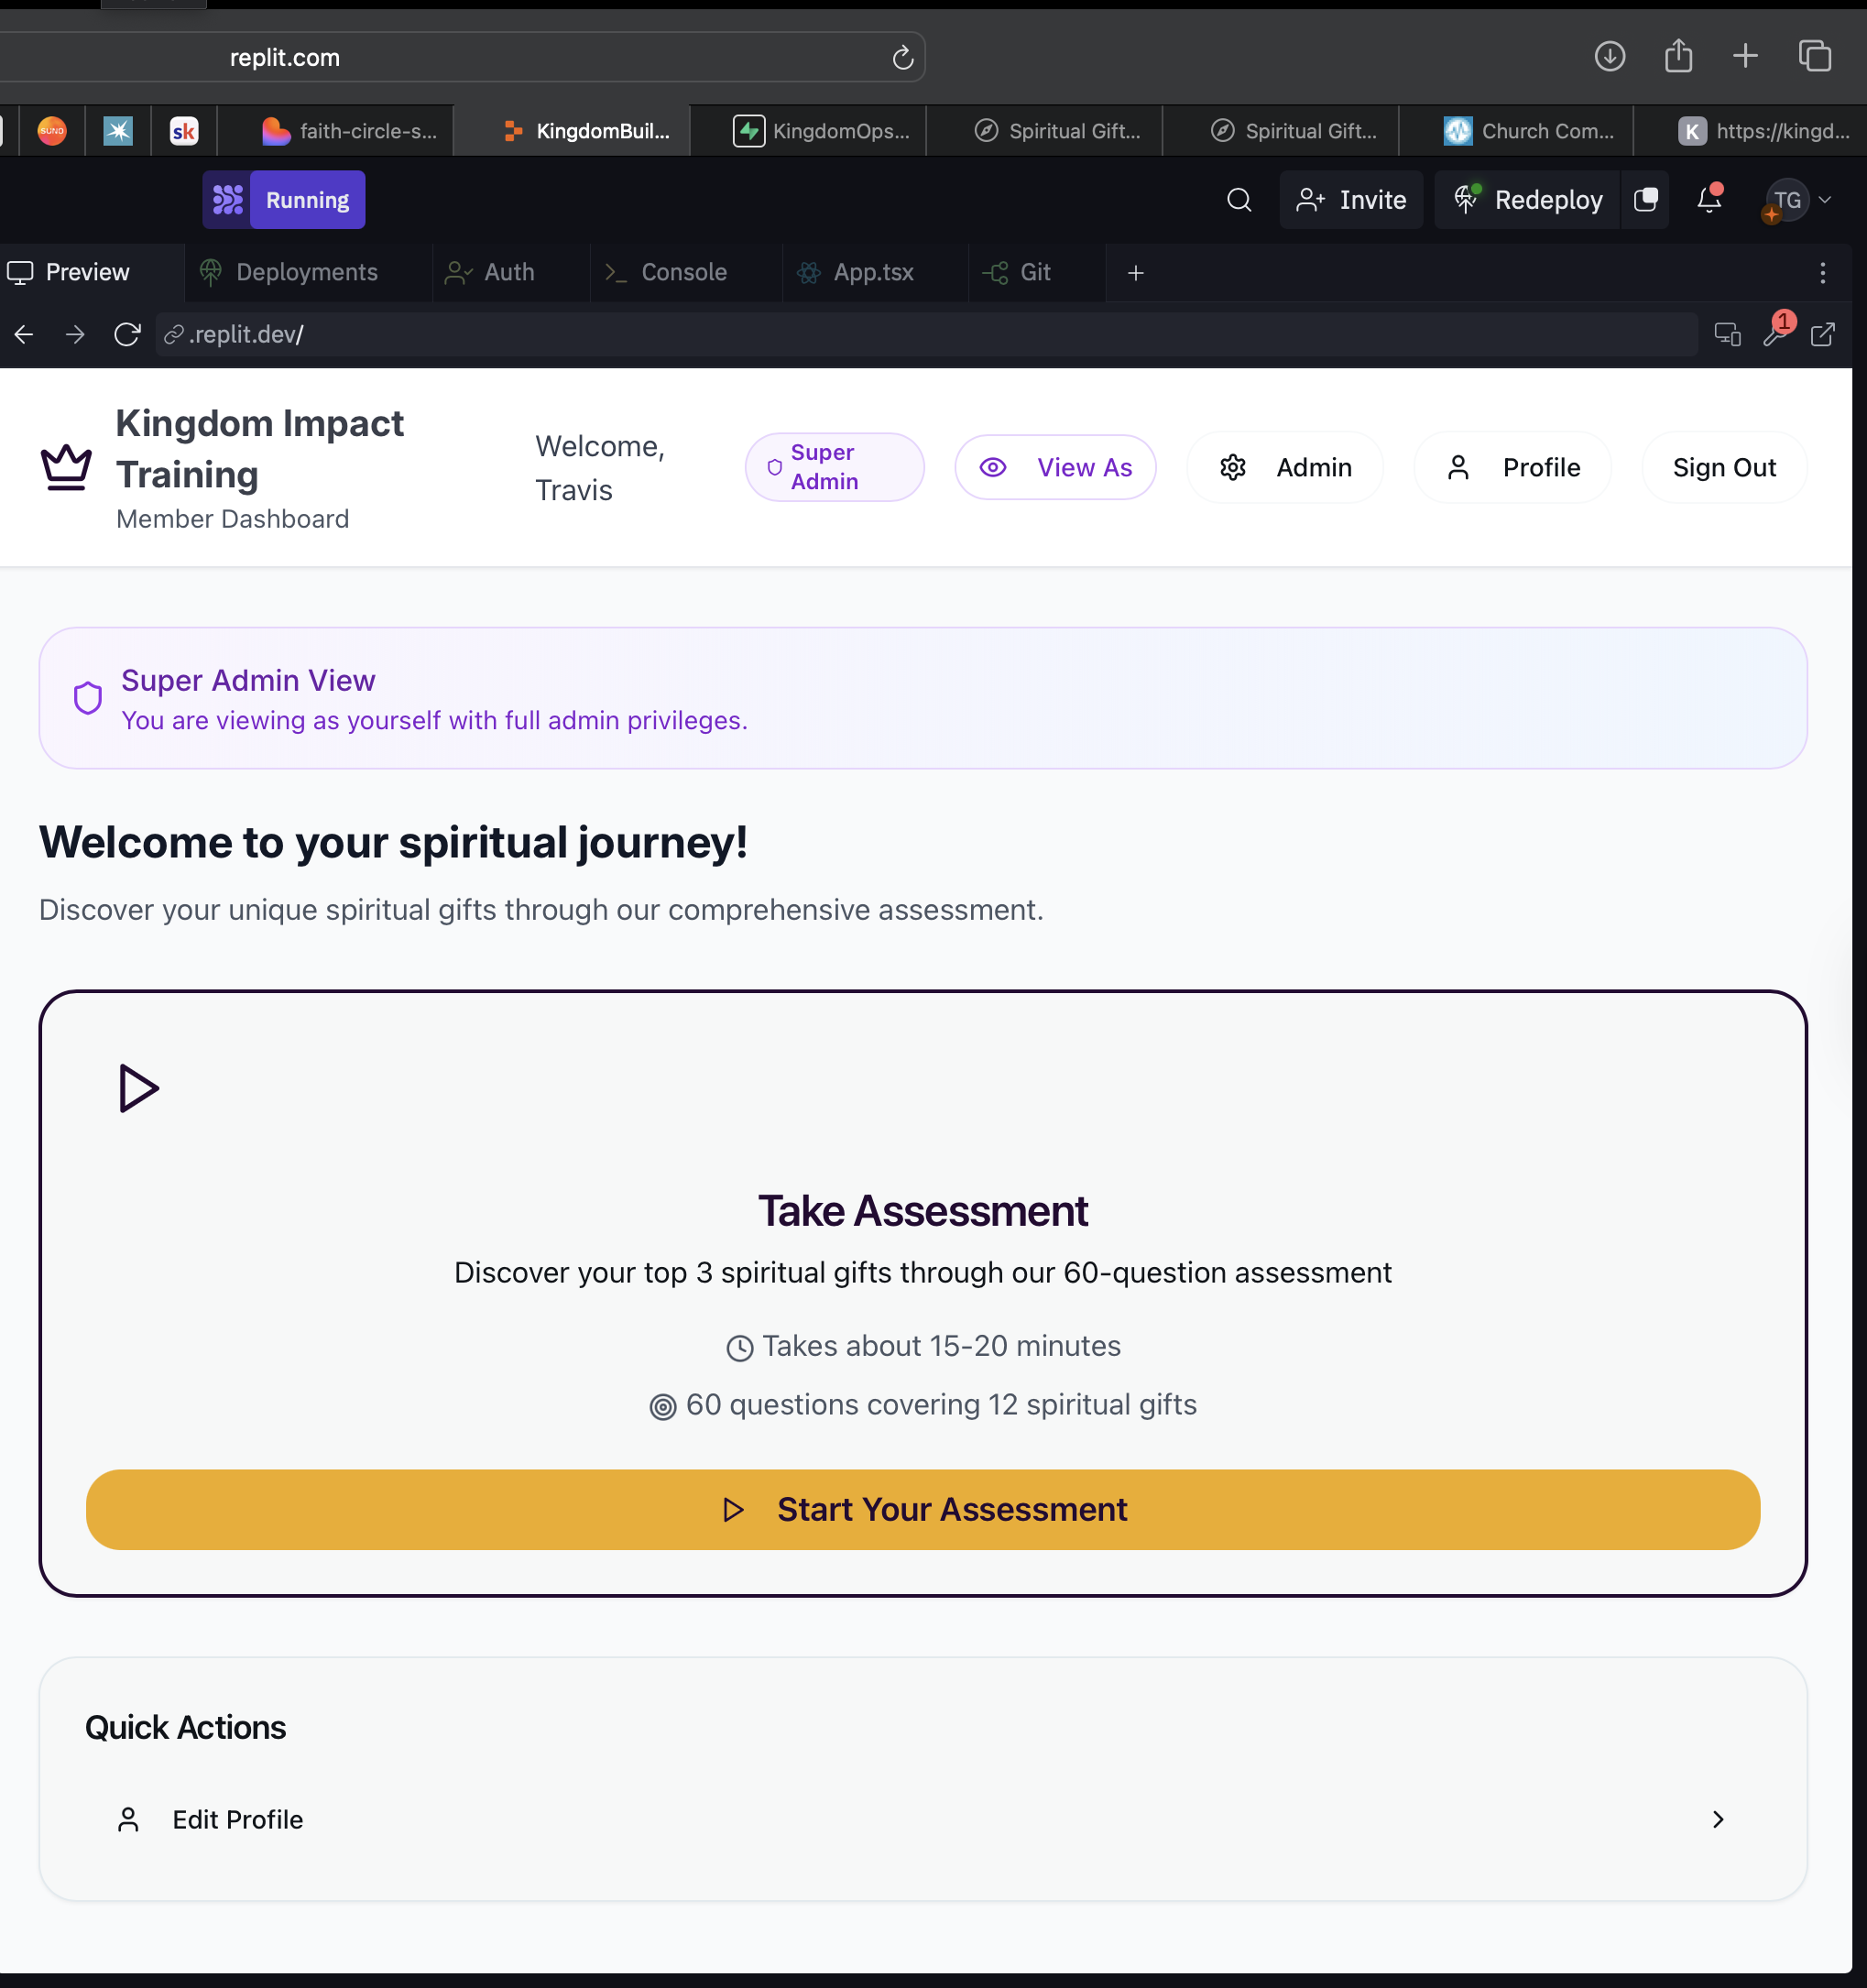 replit.com
SUNO
sk
faith-circle-s...
KingdomBuil...
KingdomOps...
Spiritual Gift...
Spiritual Gift...
Church Com...
K
https://kingd...
Running
Invite
Redeploy
TG
Preview
Deployments
Auth
Console
App.tsx
Git
.replit.dev/
1
Kingdom Impact
Training
Member Dashboard
Welcome,
Travis
Super
Admin
View As
Admin
Profile
Sign Out
Super Admin View
You are viewing as yourself with full admin privileges.
Welcome to your spiritual journey!
Discover your unique spiritual gifts through our comprehensive assessment.
Take Assessment
Discover your top 3 spiritual gifts through our 60-question assessment
Takes about 15-20 minutes
60 questions covering 12 spiritual gifts
Start Your Assessment
Quick Actions
Edit Profile